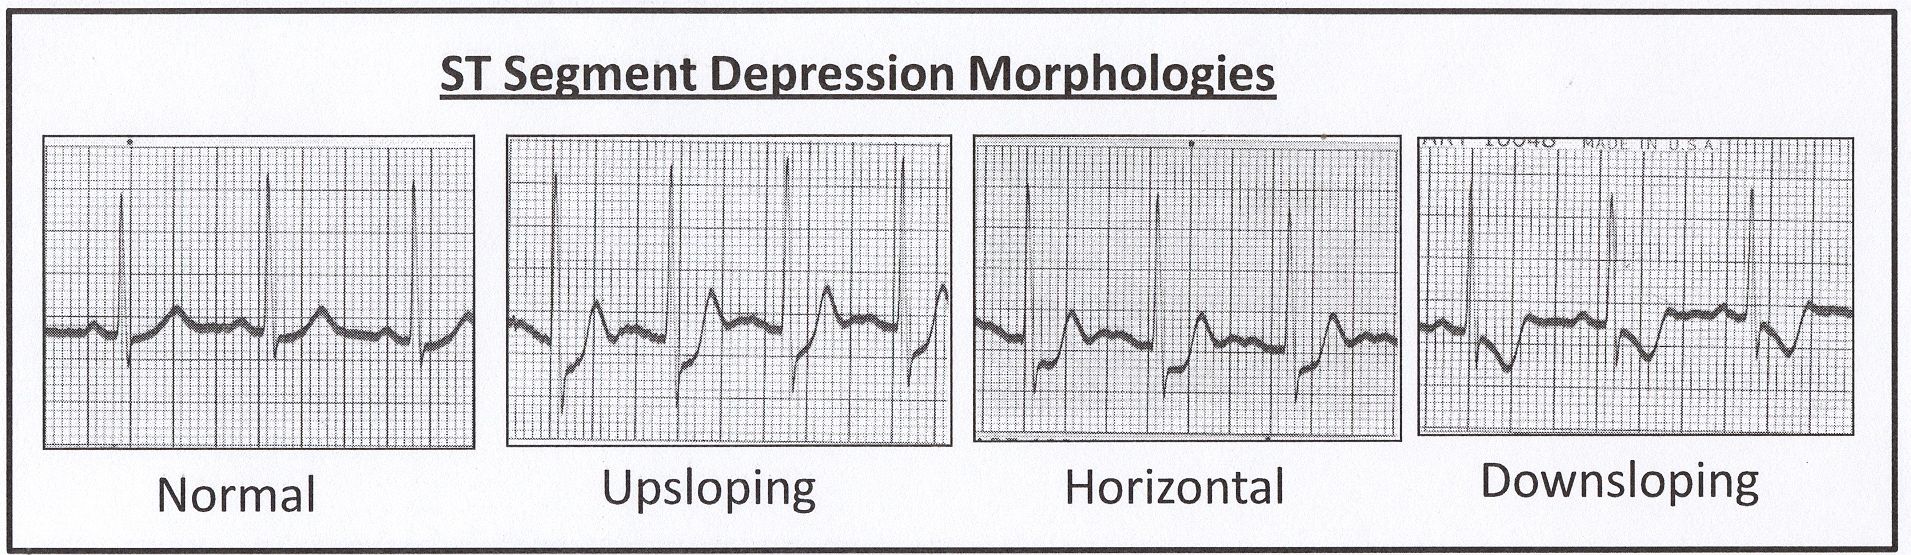 ST Segment Depression Morphologies
MADE IN U.S.A
Normal
Upsloping
Horizontal
Downsloping